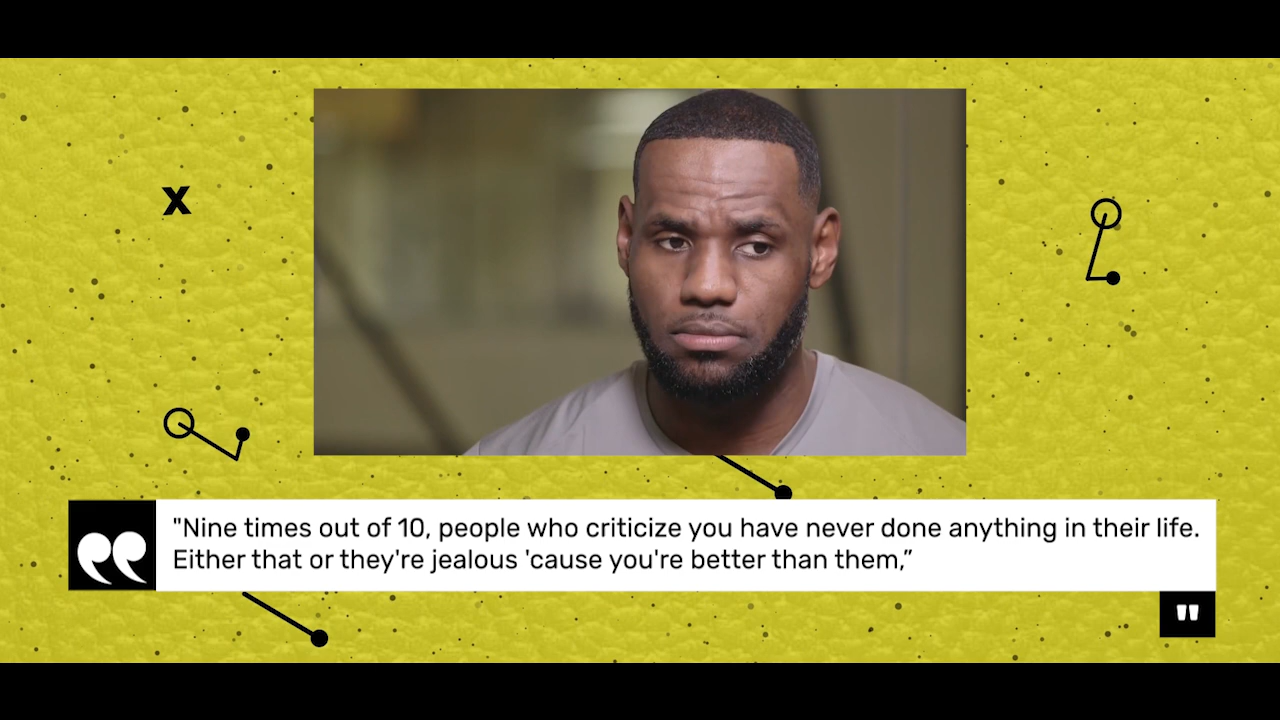 X
"Nine times out of 10, people who criticize you have never done anything in their life.
Either that or they're jealous 'cause you're better than them,”